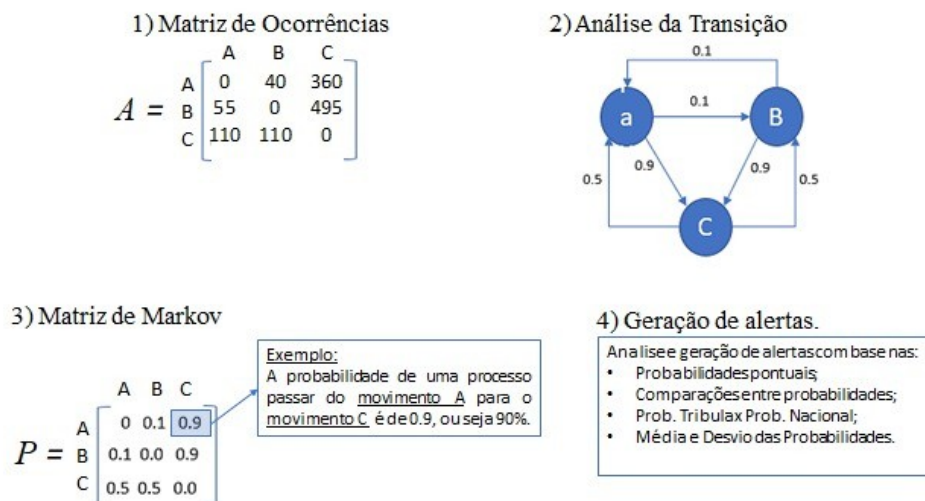 1) Matriz de Ocorrências
A B C
A = A 0 40 360
B 55 0 495
C 110 110 0
2) Análise da Transição
0.1
a 0.1 B
0.5 0.9 0.9 0.5
C
3) Matriz de Markov
A B C
A 0 0.1 0.9
P = B 0.1 0.0 0.9
C 0.5 0.5 0.0
Exemplo:
A probabilidade de uma processo
passar do movimento A para o
movimento C é de 0.9, ou seja 90%.
4) Geração de alertas.
Analise e geração de alertas com base nas:
• Probabilidades pontuais;
• Comparações entre probabilidades;
• Prob. Tribula x Prob. Nacional;
• Média e Desvio das Probabilidades.